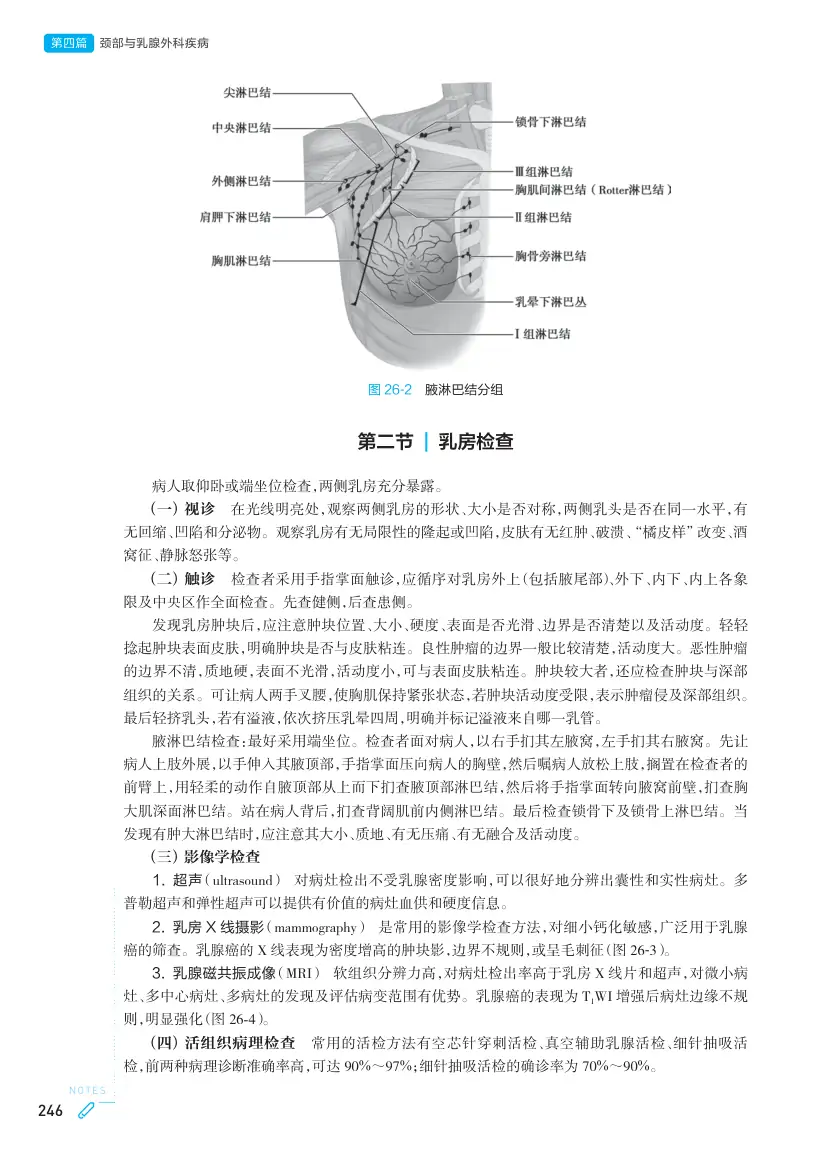 第四篇 颈部与乳腺外科疾病
尖淋巴结
中央淋巴结
外侧淋巴结
肩胛下淋巴结
胸肌淋巴结
锁骨下淋巴结
Ⅲ组淋巴结
胸肌间淋巴结（Rotter淋巴结）
Ⅱ组淋巴结
胸骨旁淋巴结
乳晕下淋巴丛
Ⅰ组淋巴结
图 26-2 腋淋巴结分组
第二节 | 乳房检查
病人取仰卧或端坐位检查，两侧乳房充分暴露。
（一）视诊 在光线明亮处，观察两侧乳房的形状、大小是否对称，两侧乳头是否在同一水平，有
无回缩、凹陷和分泌物。观察乳房有无局限性的隆起或凹陷，皮肤有无红肿、破溃、“橘皮样”改变、酒
窝征、静脉怒张等。
（二）触诊 检查者采用手指掌面触诊，应循序对乳房外上（包括腋尾部）、外下、内下、内上各象
限及中央区作全面检查。先查健侧，后查患侧。
发现乳房肿块后，应注意肿块位置、大小、硬度、表面是否光滑、边界是否清楚以及活动度。轻轻
捻起肿块表面皮肤，明确肿块是否与皮肤粘连。良性肿瘤的边界一般比较清楚，活动度大。恶性肿瘤
的边界不清，质地硬，表面不光滑，活动度小，可与表面皮肤粘连。肿块较大者，还应检查肿块与深部
组织的关系。可让病人两手叉腰，使胸肌保持紧张状态，若肿块活动度受限，表示肿瘤侵及深部组织。
最后轻挤乳头，若有溢液，依次挤压乳晕四周，明确并标记溢液来自哪一乳管。
腋淋巴结检查：最好采用端坐位。检查者面对病人，以右手扪其左腋窝，左手扪其右腋窝。先让
病人上肢外展，以手伸入其腋顶部，手指掌面压向病人的胸壁，然后嘱病人放松上肢，搁置在检查者的
前臂上，用轻柔的动作自腋顶部从上而下扪查腋顶部淋巴结，然后将手指掌面转向腋窝前壁，扪查胸
大肌深面淋巴结。站在病人背后，扪查背阔肌前内侧淋巴结。最后检查锁骨下及锁骨上淋巴结。当
发现有肿大淋巴结时，应注意其大小、质地、有无压痛、有无融合及活动度。
（三）影像学检查
1. 超声（ultrasound） 对病灶检出不受乳腺密度影响，可以很好地分辨出囊性和实性病灶。多
普勒超声和弹性超声可以提供有价值的病灶血供和硬度信息。
2. 乳房 X 线摄影（mammography） 是常用的影像学检查方法，对细小钙化敏感，广泛用于乳腺
癌的筛查。乳腺癌的 X 线表现为密度增高的肿块影，边界不规则，或呈毛刺征（图 26-3）。
3. 乳腺磁共振成像（MRI） 软组织分辨力高，对病灶检出率高于乳房 X 线片和超声，对微小病
灶、多中心病灶、多病灶的发现及评估病变范围有优势。乳腺癌的表现为 T₁WI 增强后病灶边缘不规
则，明显强化（图 26-4）。
（四）活组织病理检查 常用的活检方法有空芯针穿刺活检、真空辅助乳腺活检、细针抽吸活
检，前两种病理诊断准确率高，可达 90%～97%；细针抽吸活检的确诊率为 70%～90%。
NOTES
246